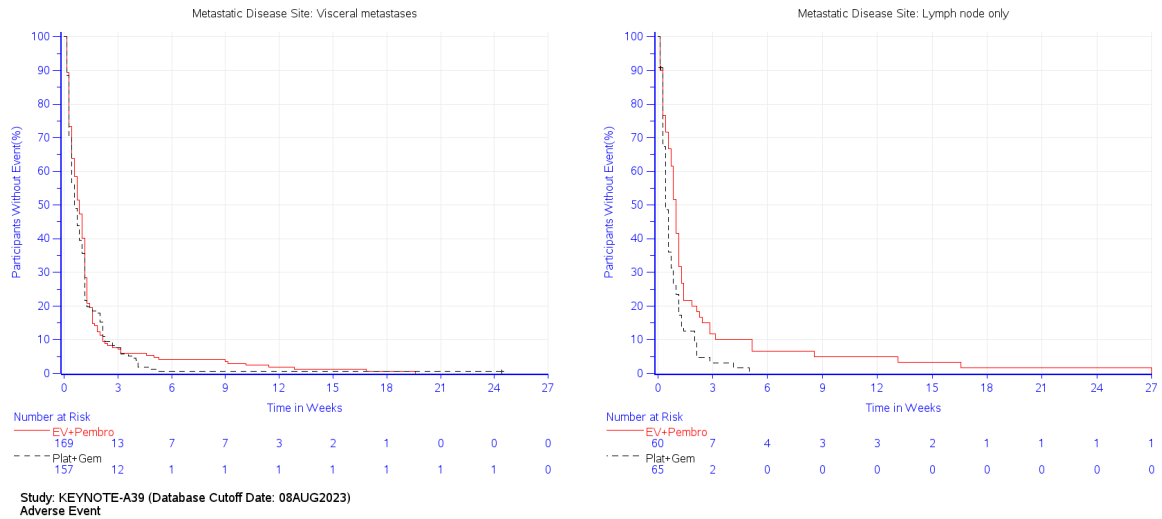 Metastatic Disease Site: Visceral metastases
Participants Without Event(%)
100
90
80
70
60
50
40
30
20
10
0
0 3 6 9 12 15 18 21 24 27
Time in Weeks
Number at Risk
EV+Pembro
169 13 7 7 3 2 1 0 0 0
Plat+Gem
157 12 1 1 1 1 1 1 1 0
Metastatic Disease Site: Lymph node only
Participants Without Event(%)
100
90
80
70
60
50
40
30
20
10
0
0 3 6 9 12 15 18 21 24 27
Time in Weeks
Number at Risk
EV+Pembro
60 7 4 3 3 2 1 1 1 1
Plat+Gem
65 2 0 0 0 0 0 0 0 0
Study: KEYNOTE-A39 (Database Cutoff Date: 08AUG2023)
Adverse Event